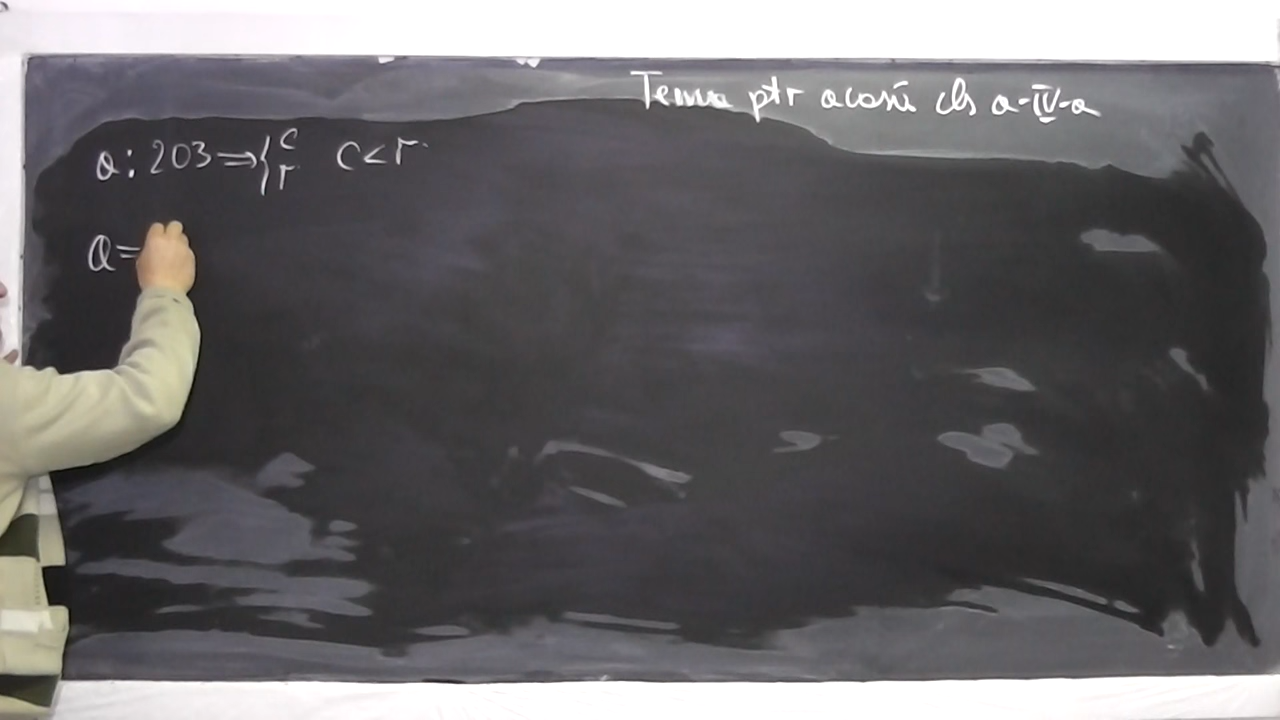 Tema ptr acasă cls a-IV-a
a : 203 ⇒ { c r c < r
a =